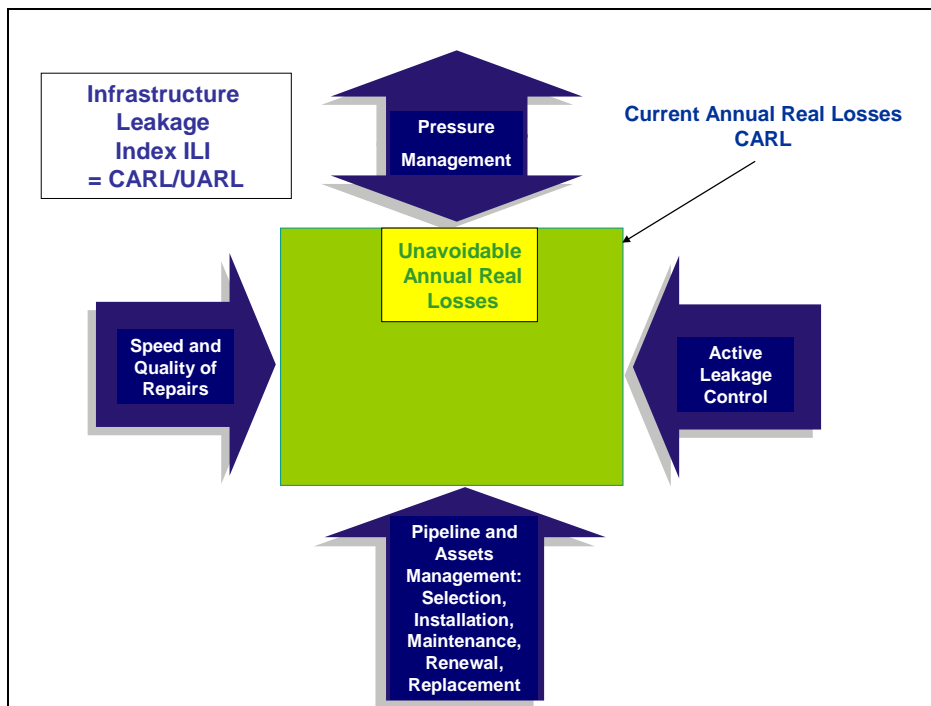 Infrastructure
Leakage
Index ILI
= CARL/UARL
Pressure
Management
Current Annual Real Losses
CARL
Unavoidable
Annual Real
Losses
Speed and
Quality of
Repairs
Active
Leakage
Control
Pipeline and
Assets
Management:
Selection,
Installation,
Maintenance,
Renewal,
Replacement